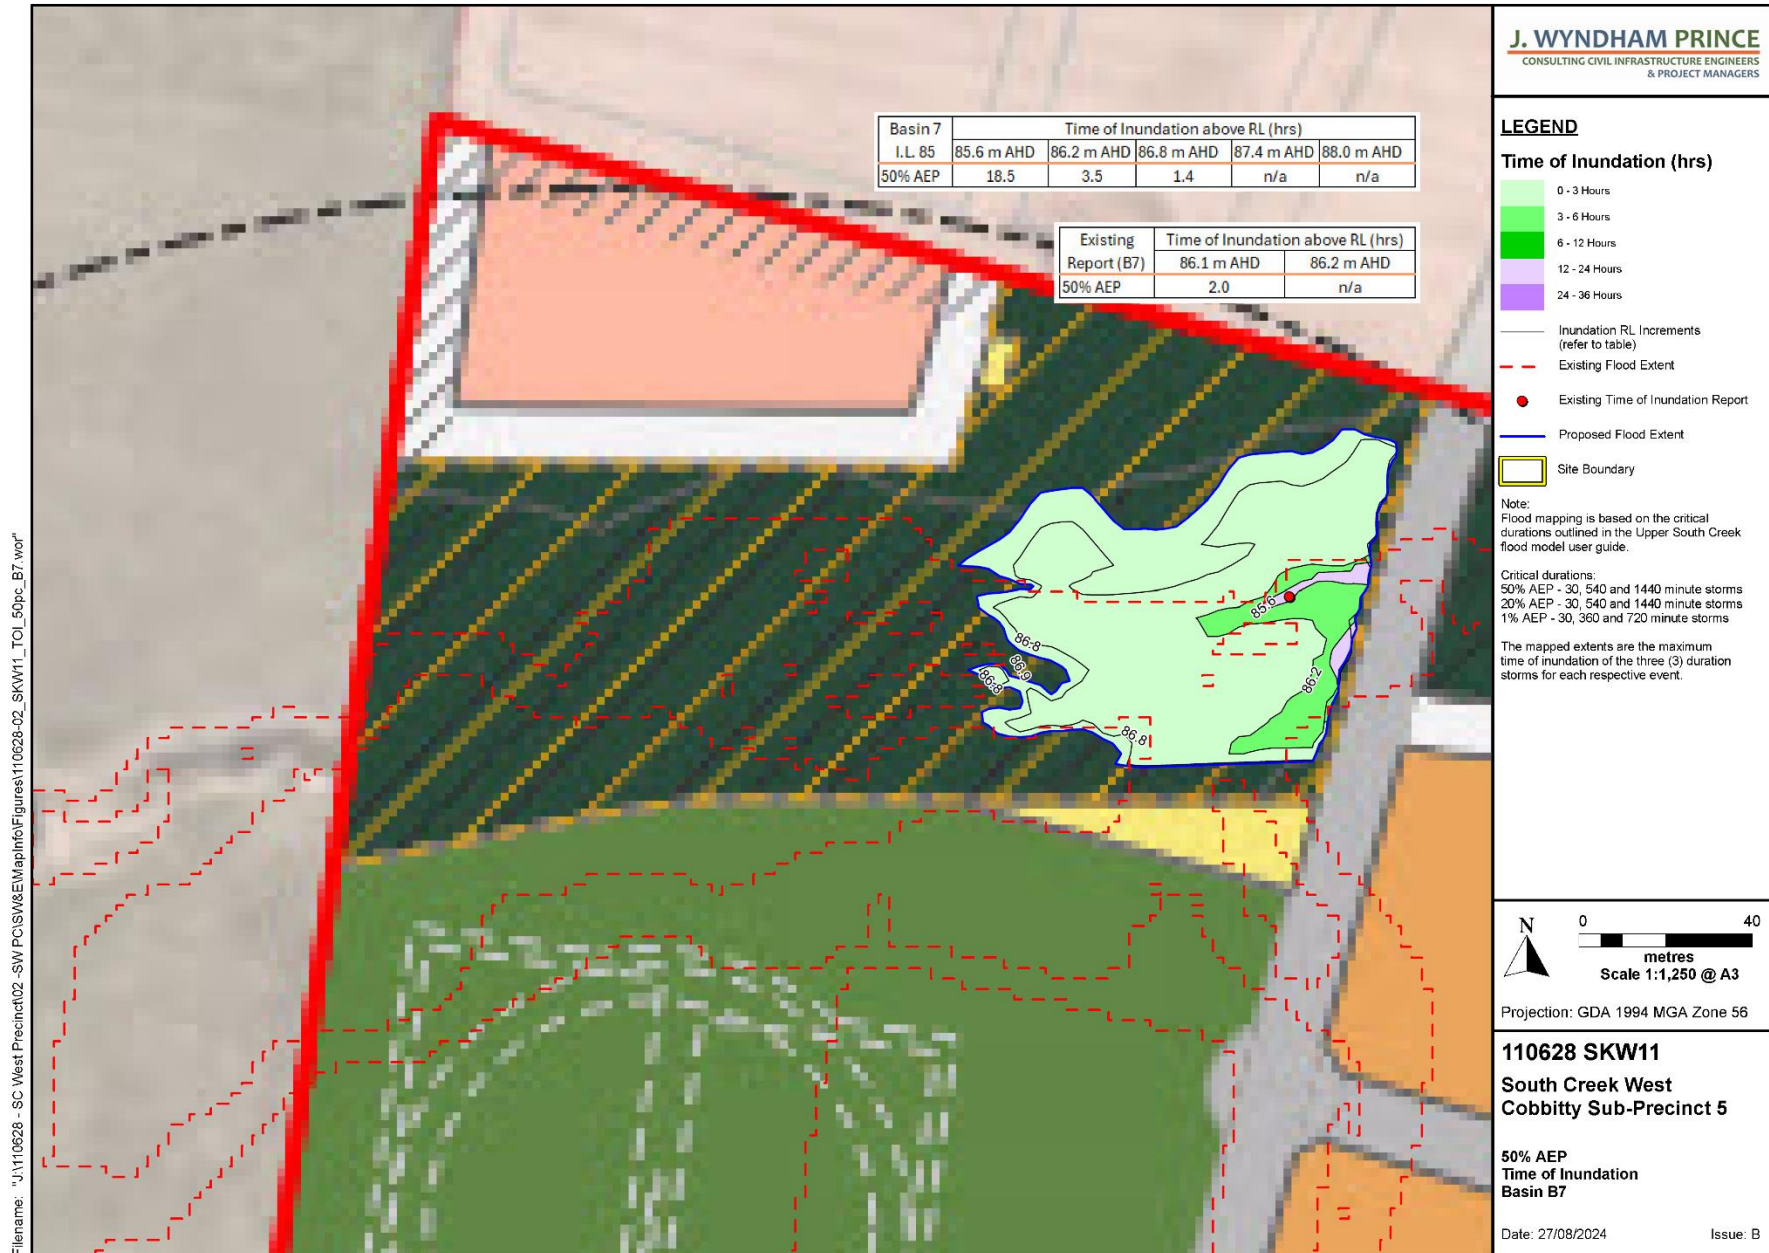 J. WYNDHAM PRINCE
CONSULTING CIVIL INFRASTRUCTURE ENGINEERS
& PROJECT MANAGERS
Basin 7 Time of Inundation above RL (hrs)
I.L. 85 85.6 m AHD 86.2 m AHD 86.8 m AHD 87.4 m AHD 88.0 m AHD
50% AEP 18.5 3.5 1.4 n/a n/a
Existing Time of Inundation above RL (hrs)
Report (B7) 86.1 m AHD 86.2 m AHD
50% AEP 2.0 n/a
85.6
86.8
86.9
86.8
86.2
86.8
LEGEND
Time of Inundation (hrs)
0 - 3 Hours
3 - 6 Hours
6 - 12 Hours
12 - 24 Hours
24 - 36 Hours
Inundation RL Increments
(refer to table)
Existing Flood Extent
Existing Time of Inundation Report
Proposed Flood Extent
Site Boundary
Note:
Flood mapping is based on the critical
durations outlined in the Upper South Creek
flood model user guide.
Critical durations:
50% AEP - 30, 540 and 1440 minute storms
20% AEP - 30, 540 and 1440 minute storms
1% AEP - 30, 360 and 720 minute storms
The mapped extents are the maximum
time of inundation of the three (3) duration
storms for each respective event.
N
0 40
metres
Scale 1:1,250 @ A3
Projection: GDA 1994 MGA Zone 56
110628 SKW11
South Creek West
Cobbitty Sub-Precinct 5
50% AEP
Time of Inundation
Basin B7
Date: 27/08/2024 Issue: B
Filename: "J:\110628 - SC West Precinct\02 -SW PC\SW&E\MapInfo\Figures\110628-02_SKW11_TOI_50pc_B7.wor"